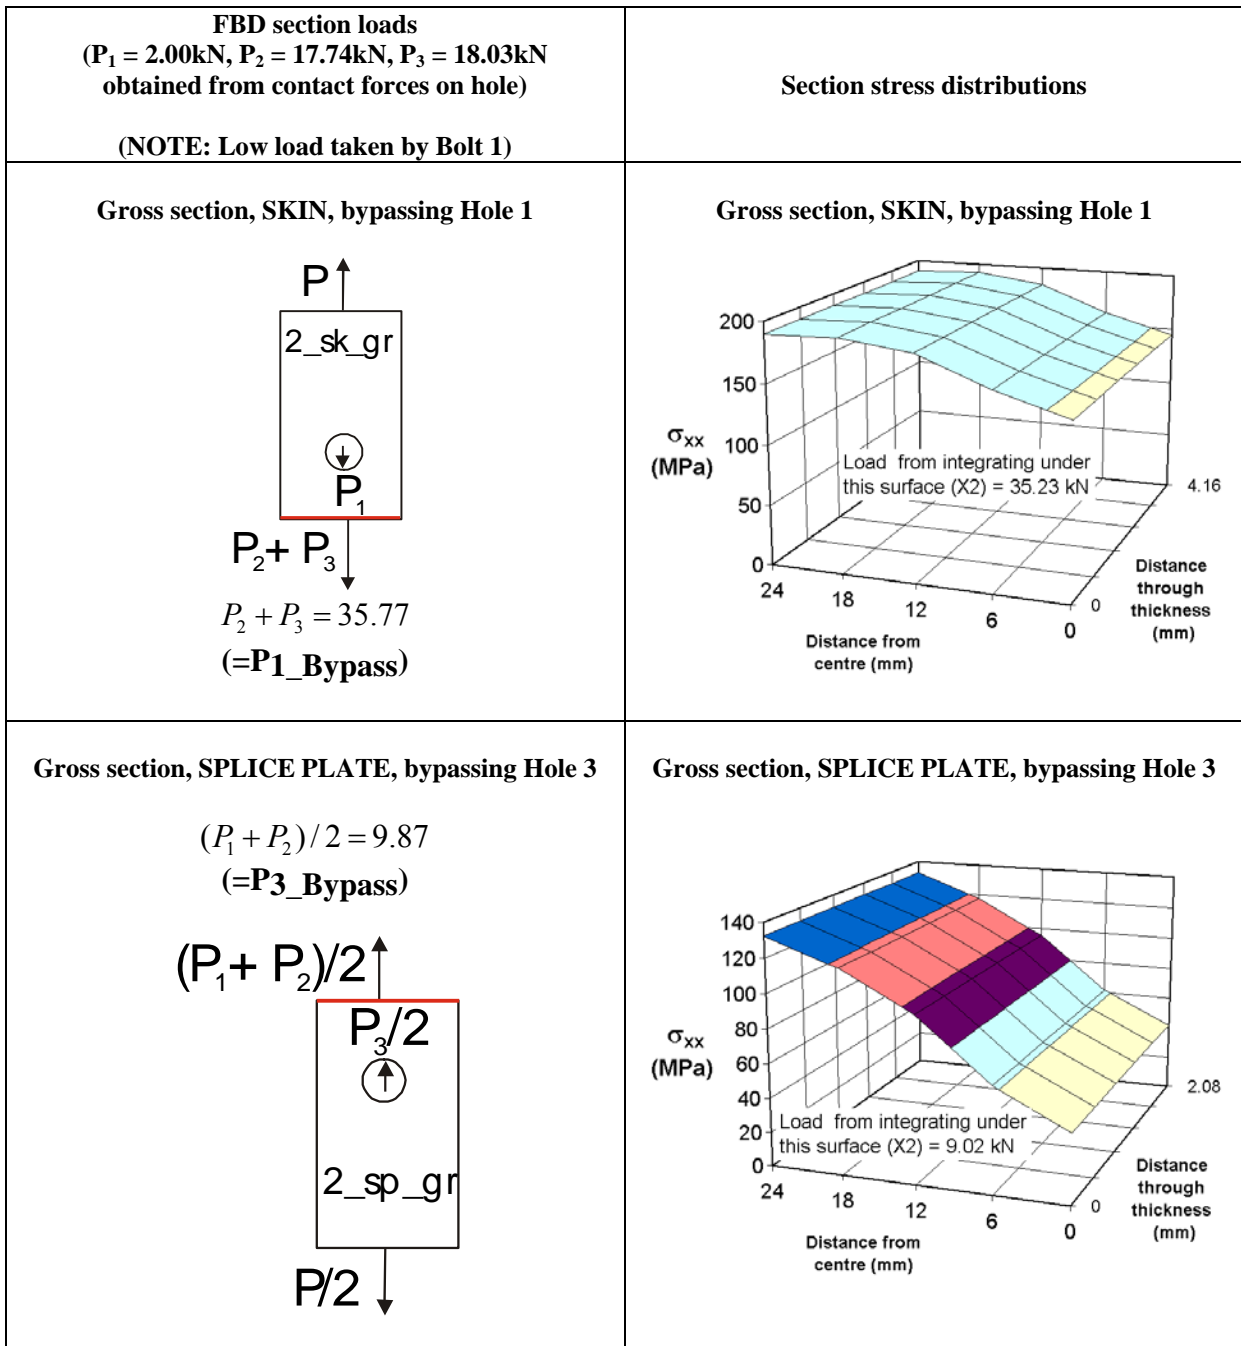 FBD section loads
(P₁ = 2.00kN, P₂ = 17.74kN, P₃ = 18.03kN
obtained from contact forces on hole)
(NOTE: Low load taken by Bolt 1)
Section stress distributions
Gross section, SKIN, bypassing Hole 1
P
2_sk_gr
P₁
P₂+ P₃
P₂ + P₃ = 35.77
(=P1_Bypass)
Gross section, SKIN, bypassing Hole 1
200
150
100
50
0
σxx
(MPa)
Load from integrating under
this surface (X2) = 35.23 kN
24
18
12
6
0
Distance from
centre (mm)
4.16
0
Distance
through
thickness
(mm)
Gross section, SPLICE PLATE, bypassing Hole 3
(P₁ + P₂) / 2 = 9.87
(=P3_Bypass)
(P₁+ P₂)/2
P₃/2
2_sp_gr
P/2
Gross section, SPLICE PLATE, bypassing Hole 3
140
120
100
80
60
40
20
0
σxx
(MPa)
Load from integrating under
this surface (X2) = 9.02 kN
24
18
12
6
0
Distance from
centre (mm)
2.08
0
Distance
through
thickness
(mm)